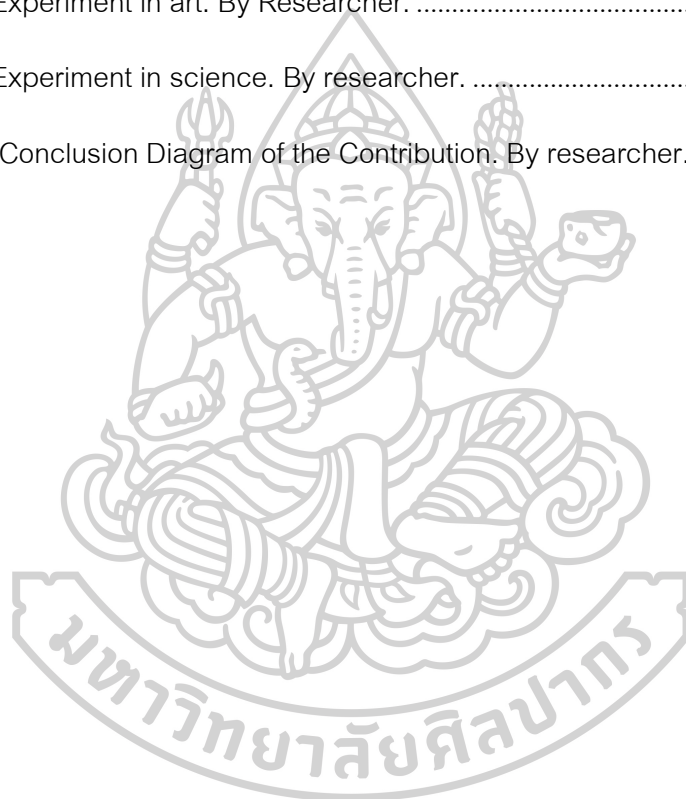 Experiment in art. By Researcher. ....................................
Experiment in science. By researcher. .............................
Conclusion Diagram of the Contribution. By researcher.
มหาวิทยาลัยศิลปากร